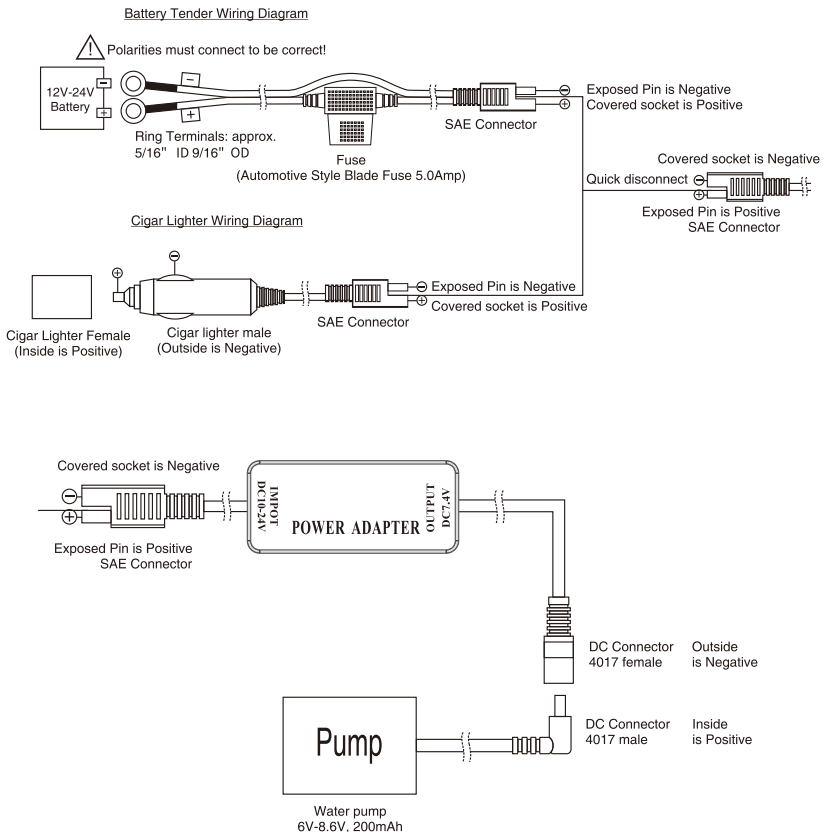 Battery Tender Wiring Diagram
Polarities must connect to be correct!
12V-24V
Battery
Ring Terminals: approx.
5/16" ID 9/16" OD
Fuse
(Automotive Style Blade Fuse 5.0Amp)
SAE Connector
Exposed Pin is Negative
Covered socket is Positive
Covered socket is Negative
Quick disconnect
Exposed Pin is Positive
SAE Connector
Cigar Lighter Wiring Diagram
Cigar Lighter Female
(Inside is Positive)
Cigar lighter male
(Outside is Negative)
SAE Connector
Exposed Pin is Negative
Covered socket is Positive
Covered socket is Negative
Exposed Pin is Positive
SAE Connector
IMPOT
DC10-24V
POWER ADAPTER
OUTPUT
DC7.4V
DC Connector Outside
4017 female is Negative
DC Connector Inside
4017 male is Positive
Pump
Water pump
6V-8.6V, 200mAh